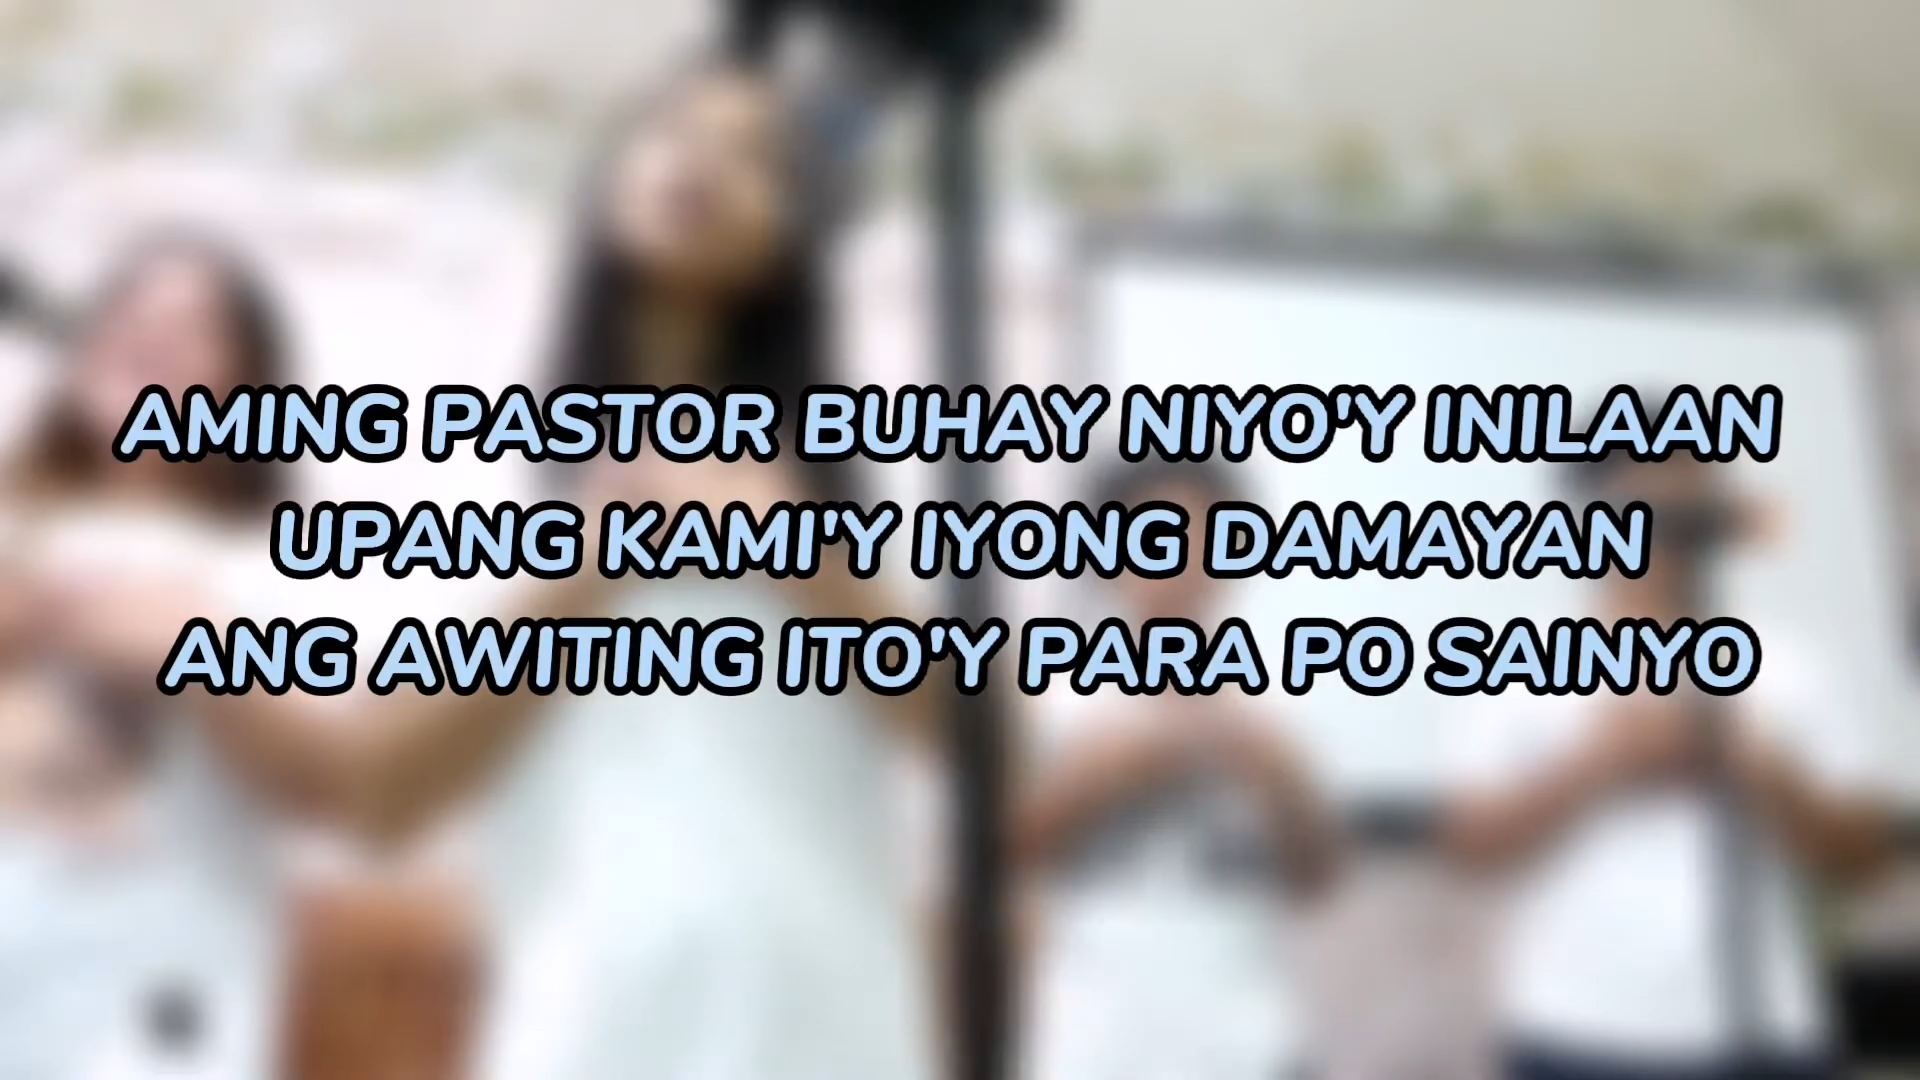 AMING PASTOR BUHAY NIYO'Y INILAAN
UPANG KAMI'Y IYONG DAMAYAN
ANG AWITING ITO'Y PARA PO SAINYO